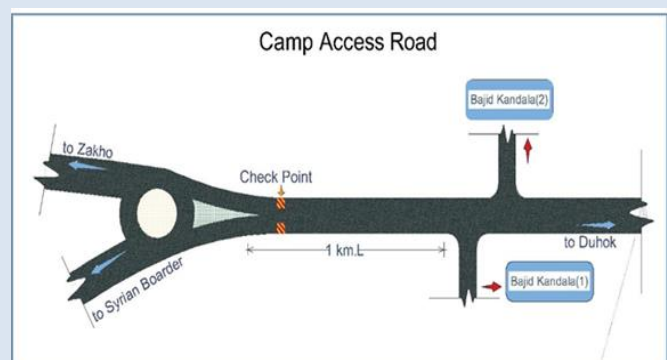 Camp Access Road
Bajid Kandala(2)
to Zakho
Check Point
1 km.L
to Duhok
to Syrian Boarder
Bajid Kandala(1)